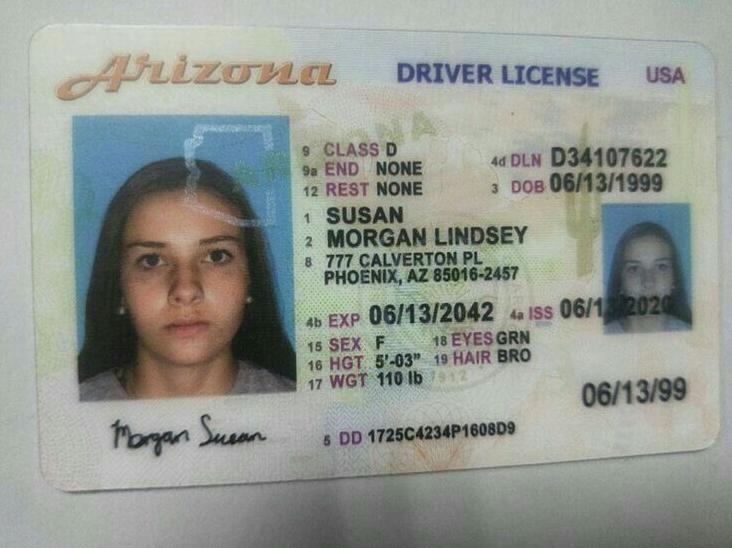 Arizona DRIVER LICENSE USA
9 CLASS D
9a END NONE
12 REST NONE
4d DLN D34107622
3 DOB 06/13/1999
1 SUSAN
2 MORGAN LINDSEY
8 777 CALVERTON PL
PHOENIX, AZ 85016-2457
4b EXP 06/13/2042 4a ISS 06/13/2020
15 SEX F 18 EYES GRN
16 HGT 5'-03" 19 HAIR BRO
17 WGT 110 lb
1912
06/13/99
Morgan Susan
5 DD 1725C4234P1608D9